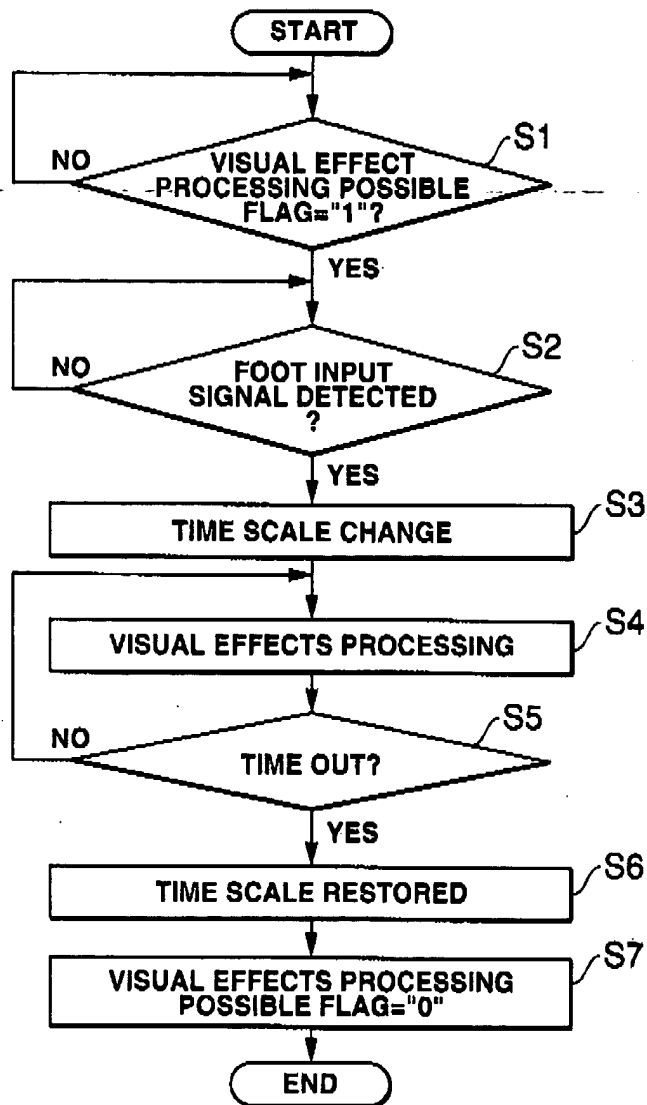 START
S1
NO
VISUAL EFFECT
PROCESSING POSSIBLE
FLAG="1"?
YES
S2
NO
FOOT INPUT
SIGNAL DETECTED
?
YES
S3
TIME SCALE CHANGE
S4
VISUAL EFFECTS PROCESSING
S5
NO
TIME OUT?
YES
S6
TIME SCALE RESTORED
S7
VISUAL EFFECTS PROCESSING
POSSIBLE FLAG="0"
END